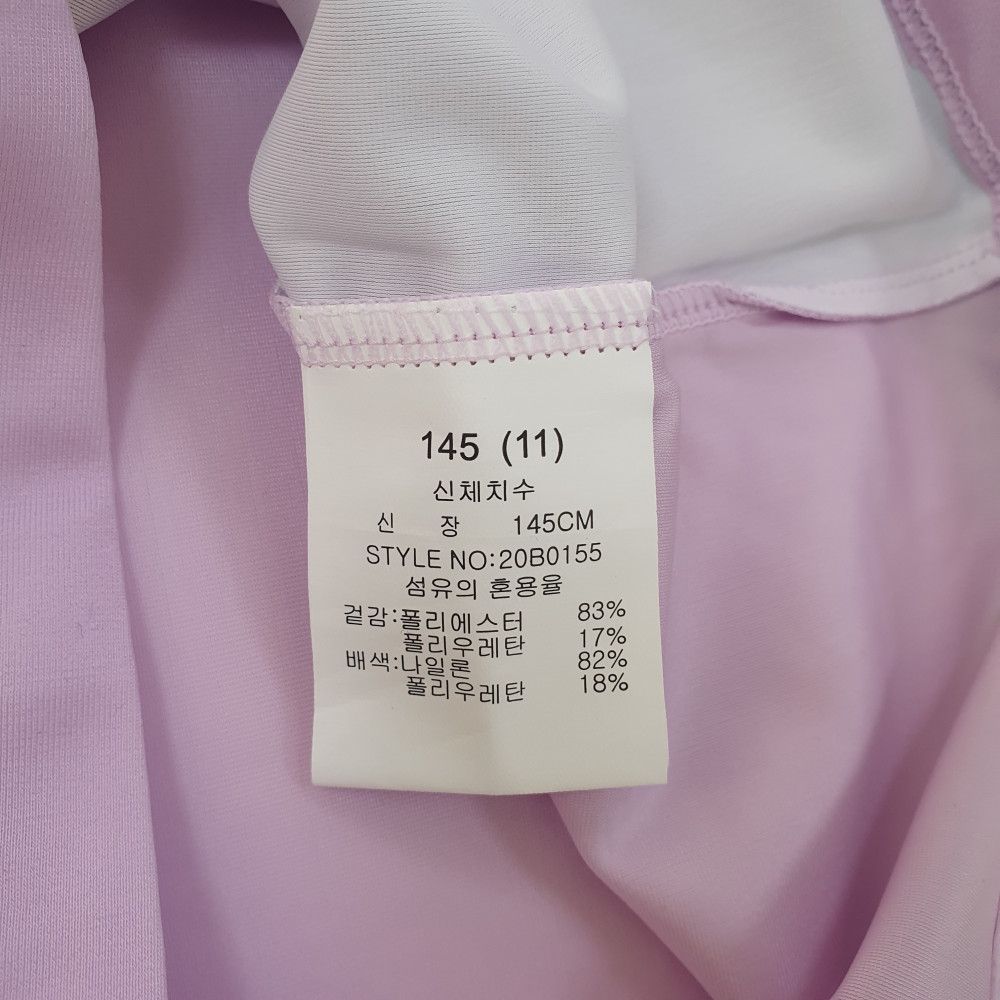 145 (11)
신체치수
신 장 145CM
STYLE NO:20B0155
섬유의 혼용율
겉감:폴리에스터 83%
폴리우레탄 17%
배색:나일론 82%
폴리우레탄 18%